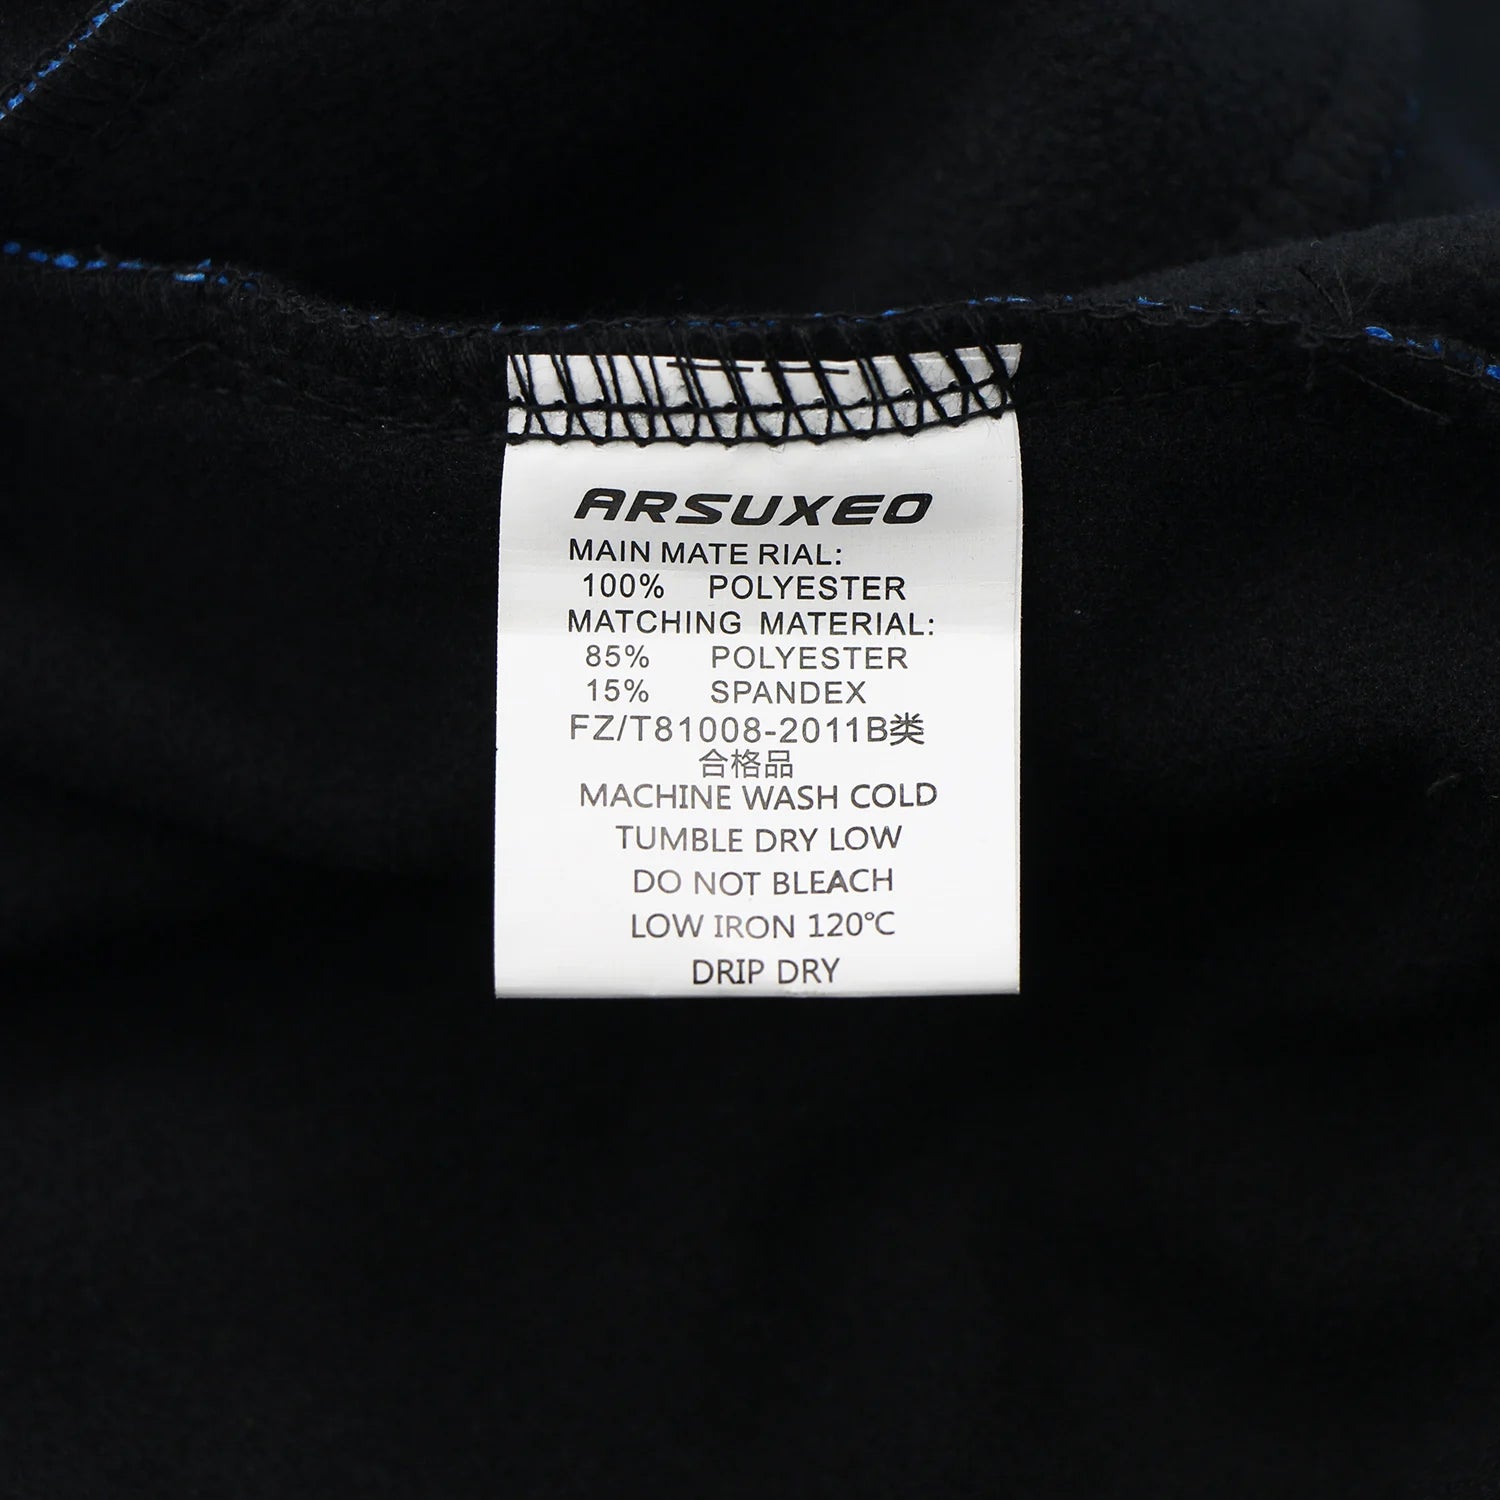 ARSUXEO
MAIN MATE RIAL:
100% POLYESTER
MATCHING MATERIAL:
85% POLYESTER
15% SPANDEX
FZ/T81008-2011B类
合格品
MACHINE WASH COLD
TUMBLE DRY LOW
DO NOT BLEACH
LOW IRON 120℃
DRIP DRY